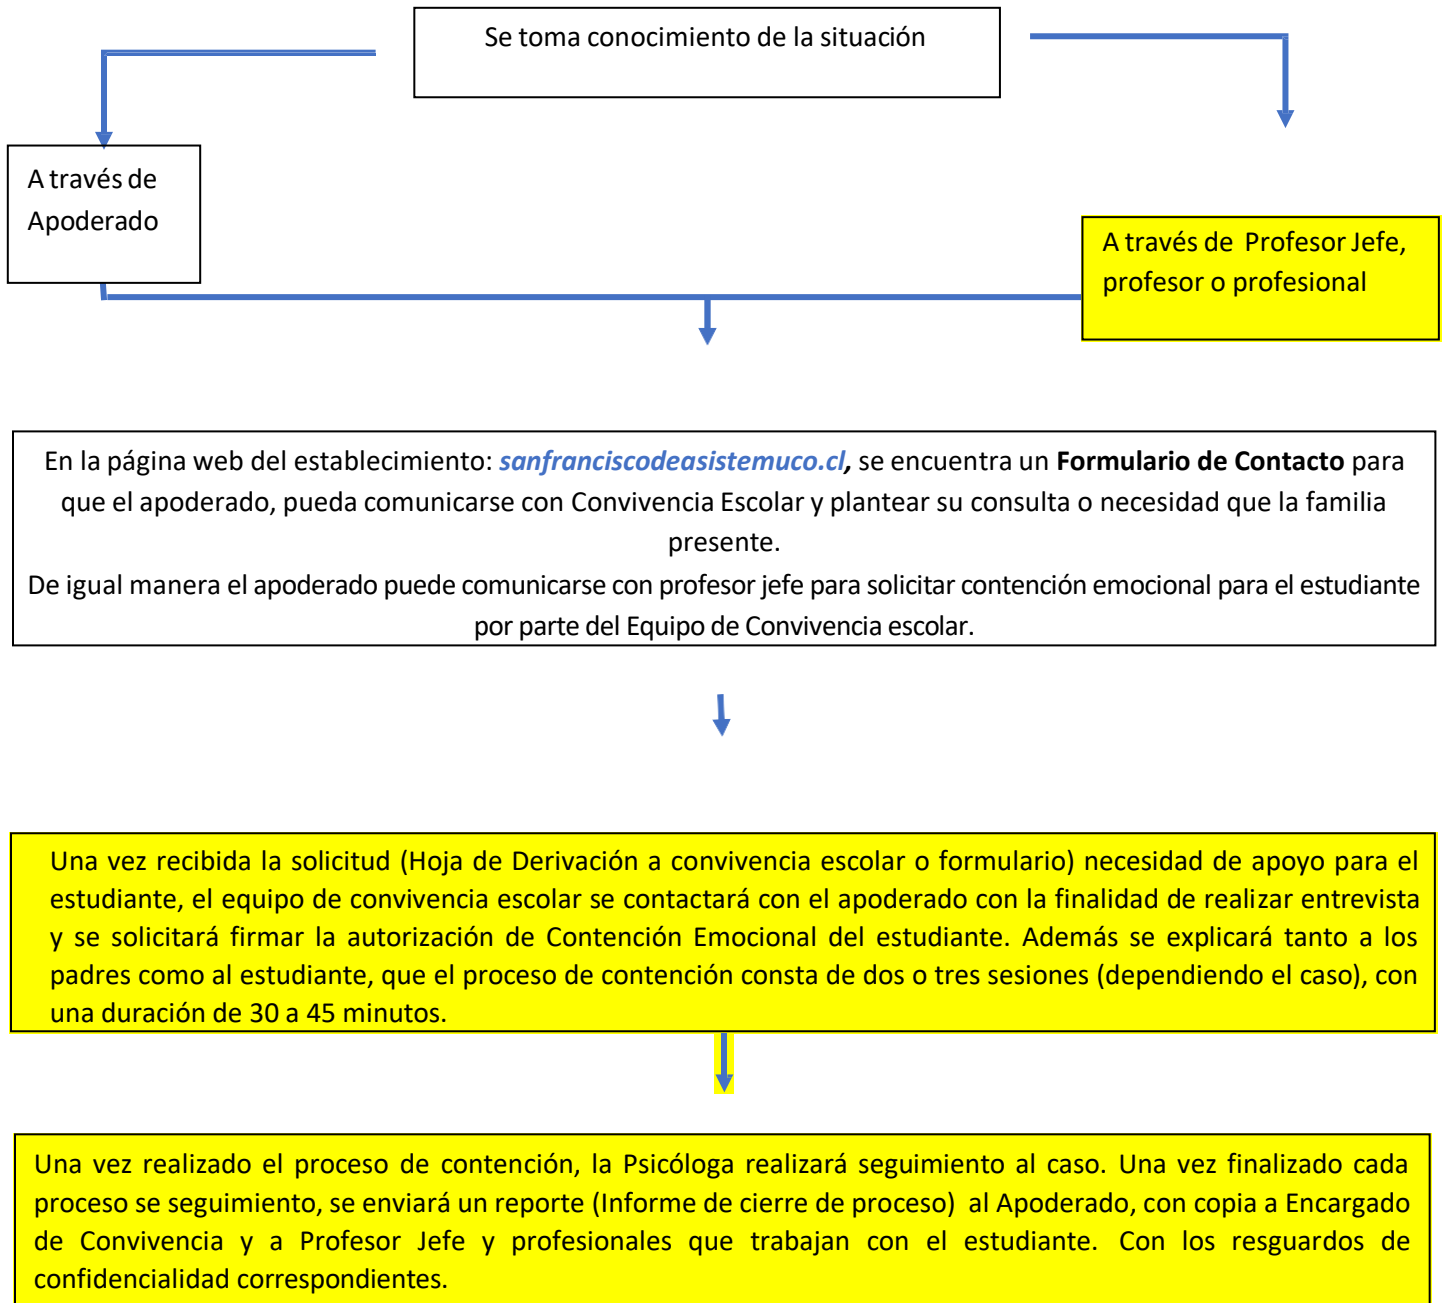 Se toma conocimiento de la situación
A través de
Apoderado
A través de Profesor Jefe,
profesor o profesional
En la página web del establecimiento: sanfranciscodeasistemuco.cl, se encuentra un Formulario de Contacto para
que el apoderado, pueda comunicarse con Convivencia Escolar y plantear su consulta o necesidad que la familia
presente.
De igual manera el apoderado puede comunicarse con profesor jefe para solicitar contención emocional para el estudiante
por parte del Equipo de Convivencia escolar.
Una vez recibida la solicitud (Hoja de Derivación a convivencia escolar o formulario) necesidad de apoyo para el
estudiante, el equipo de convivencia escolar se contactará con el apoderado con la finalidad de realizar entrevista
y se solicitará firmar la autorización de Contención Emocional del estudiante. Además se explicará tanto a los
padres como al estudiante, que el proceso de contención consta de dos o tres sesiones (dependiendo el caso), con
una duración de 30 a 45 minutos.
Una vez realizado el proceso de contención, la Psicóloga realizará seguimiento al caso. Una vez finalizado cada
proceso se seguimiento, se enviará un reporte (Informe de cierre de proceso) al Apoderado, con copia a Encargado
de Convivencia y a Profesor Jefe y profesionales que trabajan con el estudiante. Con los resguardos de
confidencialidad correspondientes.